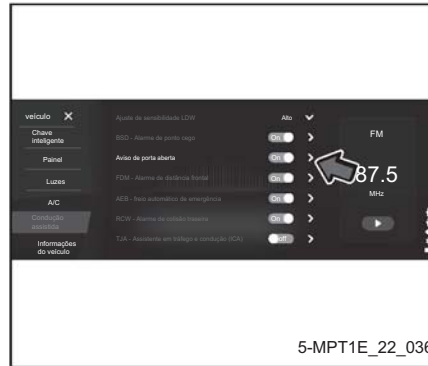 veículo X
Chave
inteligente
Painel
Luzes
A/C
Condução
assistida
Informações
do veículo
Ajuste de sensibilidade LDW Alto
BSD - Alarme de ponto cego On
Aviso de porta aberta On
FDM - Alarme de distância frontal On
AEB - freio automático de emergência On
RCW - Alarme de colisão traseira On
TJA - Assistente em tráfego e condução (ICA) off
FM
87.5
MHz
5-MPT1E_22_036